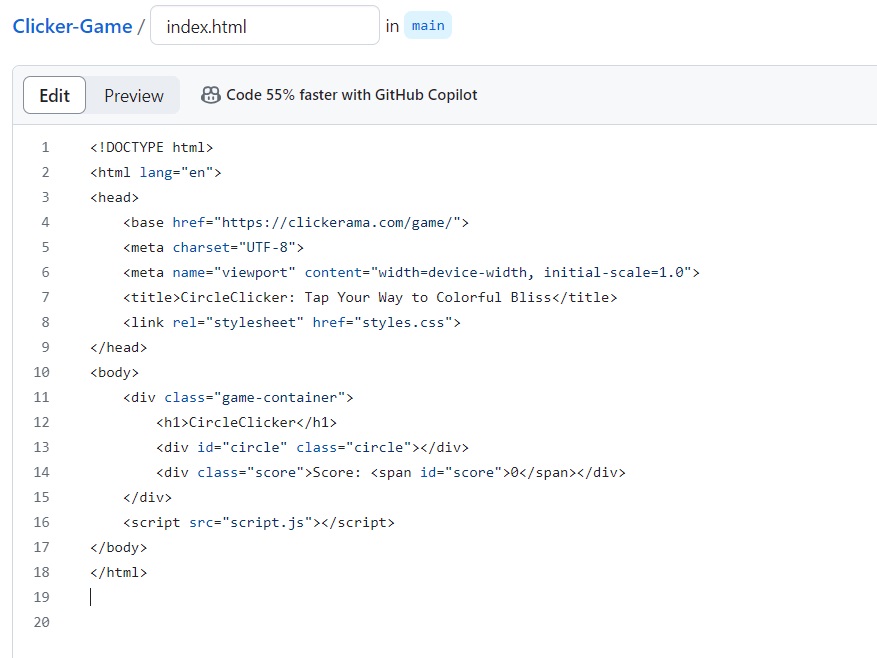 Clicker-Game / index.html in main
Edit Preview Code 55% faster with GitHub Copilot
1 <!DOCTYPE html>
2 <html lang="en">
3 <head>
4     <base href="https://clickerama.com/game/">
5     <meta charset="UTF-8">
6     <meta name="viewport" content="width=device-width, initial-scale=1.0">
7     <title>CircleClicker: Tap Your Way to Colorful Bliss</title>
8     <link rel="stylesheet" href="styles.css">
9 </head>
10 <body>
11     <div class="game-container">
12         <h1>CircleClicker</h1>
13         <div id="circle" class="circle"></div>
14         <div class="score">Score: <span id="score">0</span></div>
15     </div>
16     <script src="script.js"></script>
17 </body>
18 </html>
19
20